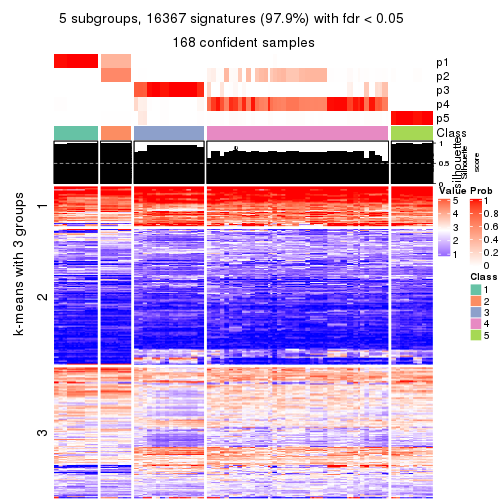 5 subgroups, 16367 signatures (97.9%) with fdr < 0.05
168 confident samples
p1
p2
p3
p4
p5
Class
1
0.5
0
silhouette
Silhouette
score
k-means with 3 groups
1
2
3
Value
5
4
3
2
1
Prob
1
0.8
0.6
0.4
0.2
0
Class
1
2
3
4
5